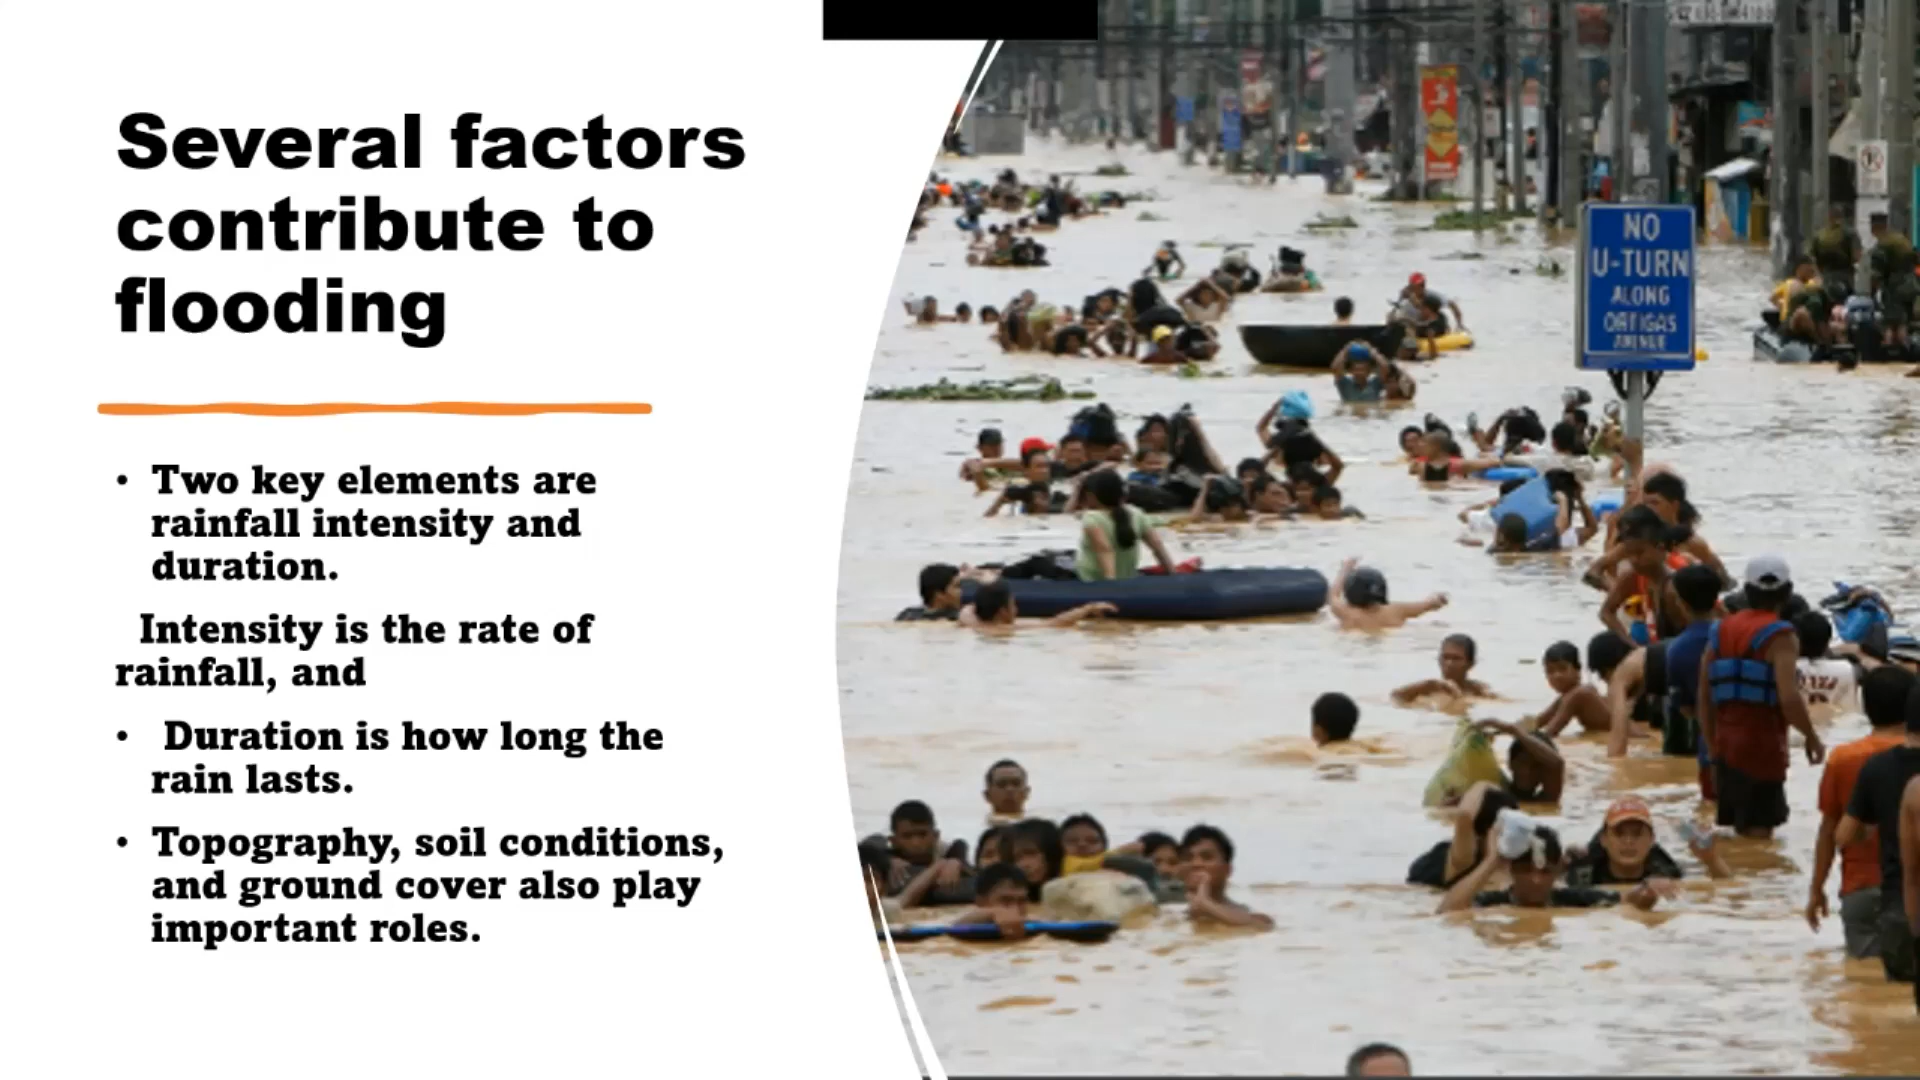 Several factors
contribute to
flooding
• Two key elements are
rainfall intensity and
duration.
Intensity is the rate of
rainfall, and
• Duration is how long the
rain lasts.
• Topography, soil conditions,
and ground cover also play
important roles.
NO
U-TURN
ALONG
ORTIGAS
AVENUE